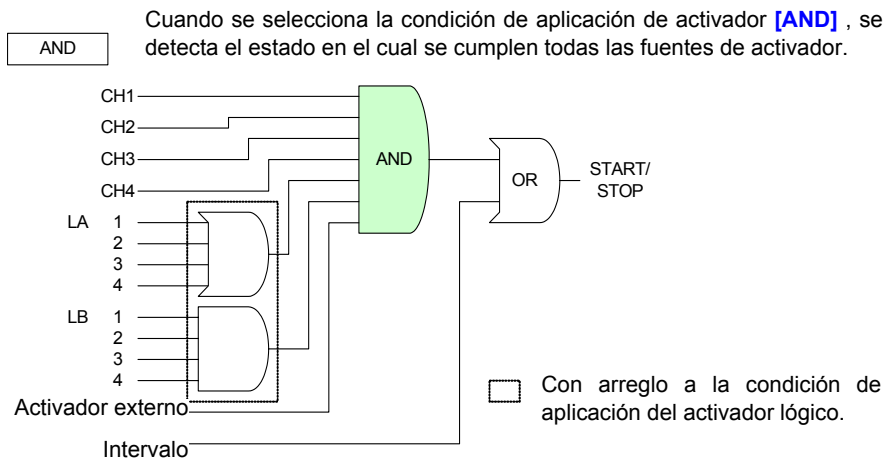 Cuando se selecciona la condición de aplicación de activador [AND] , se
AND
detecta el estado en el cual se cumplen todas las fuentes de activador.
CH1
CH2
CH3
CH4
AND
OR
START/
STOP
LA 1
2
3
4
LB 1
2
3
4
Activador externo
Intervalo
Con arreglo a la condición de
aplicación del activador lógico.